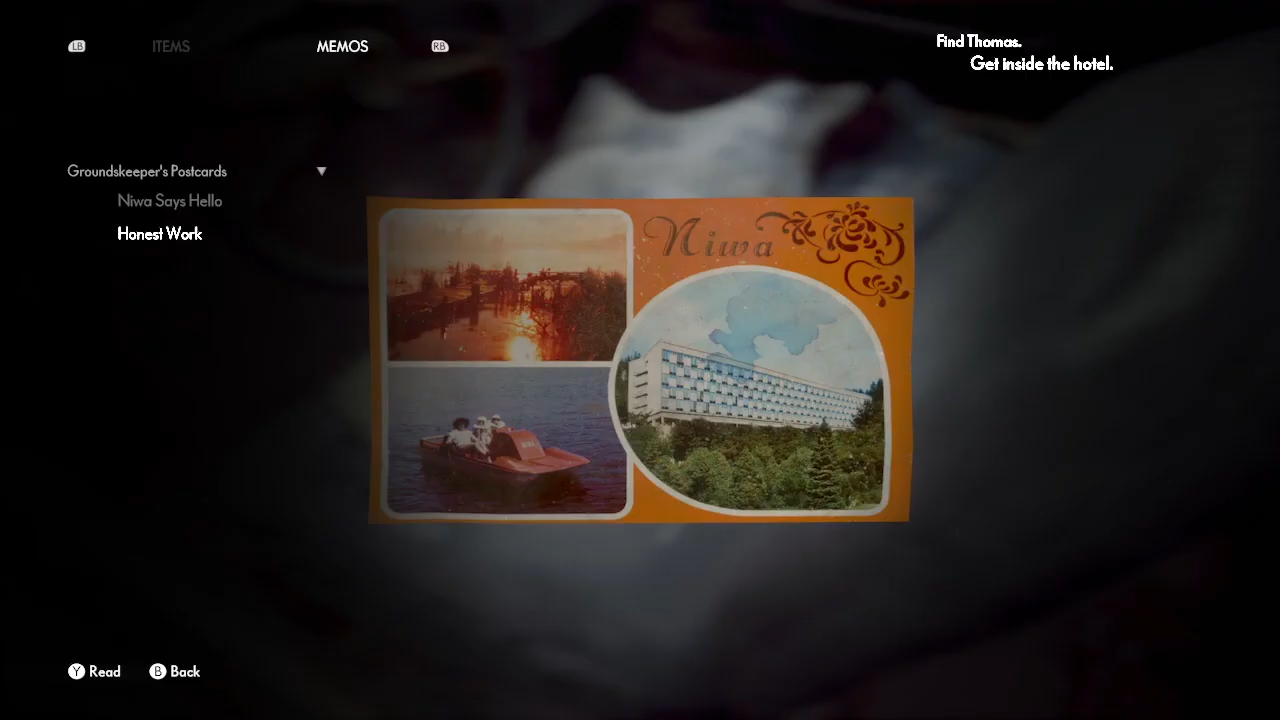 LB ITEMS MEMOS RB
Find Thomas.
Get inside the hotel.
Groundskeeper's Postcards
Niwa Says Hello
Honest Work
Niwa
Y Read B Back